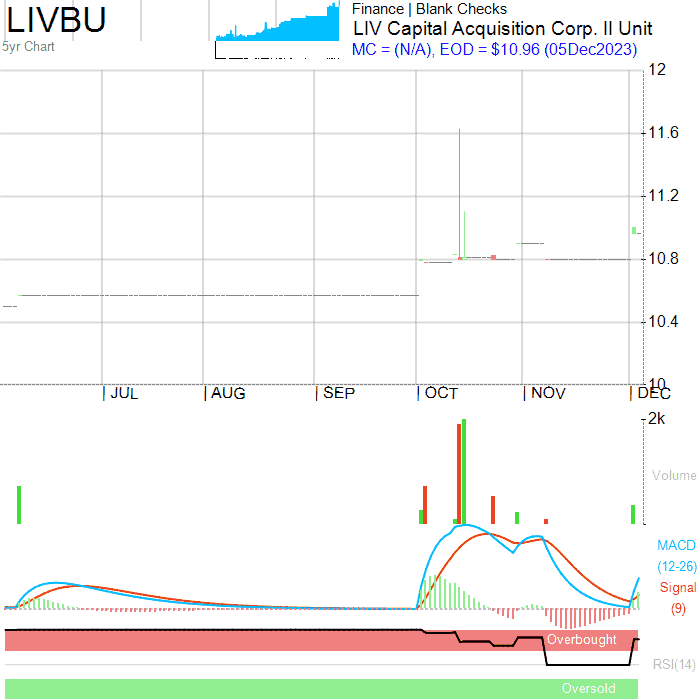 LIVBU
5yr Chart
Finance | Blank Checks
LIV Capital Acquisition Corp. II Unit
MC = (N/A), EOD = $10.96 (05Dec2023)
12
11.6
11.2
10.8
10.4
10
| JUL | AUG | SEP | OCT | NOV | DEC
2k
Volume
MACD
(12-26)
Signal
(9)
Overbought
RSI(14)
Oversold